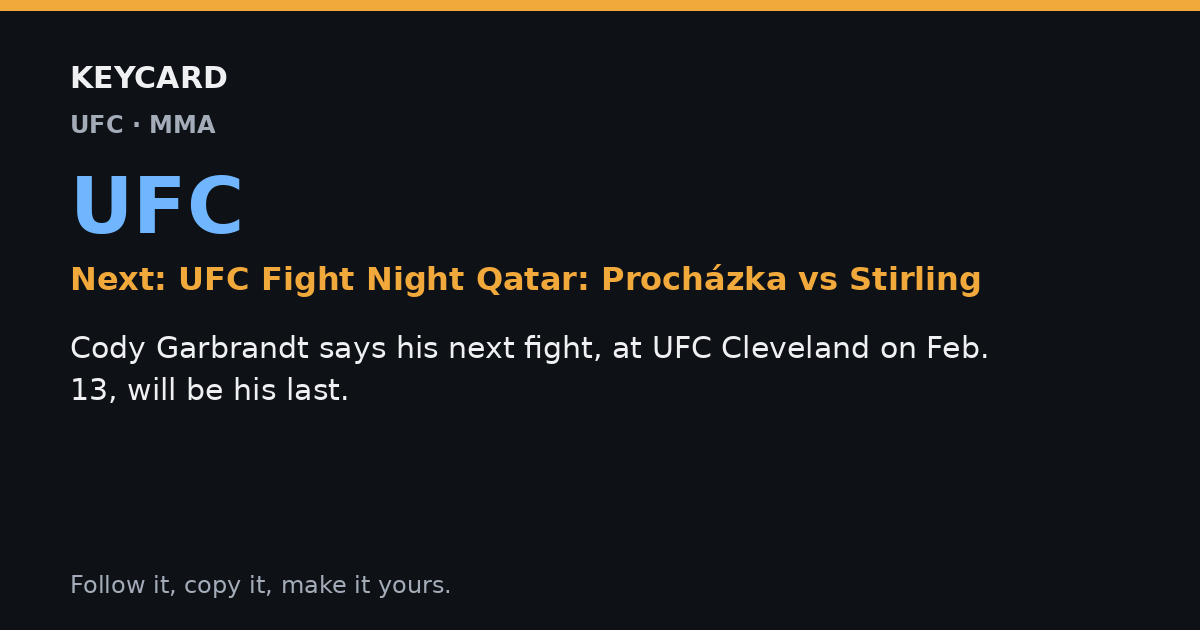 KEYCARD
UFC · MMA
UFC
Next: UFC Fight Night Qatar: Procházka vs Stirling
Cody Garbrandt says his next fight, at UFC Cleveland on Feb.
13, will be his last.
Follow it, copy it, make it yours.